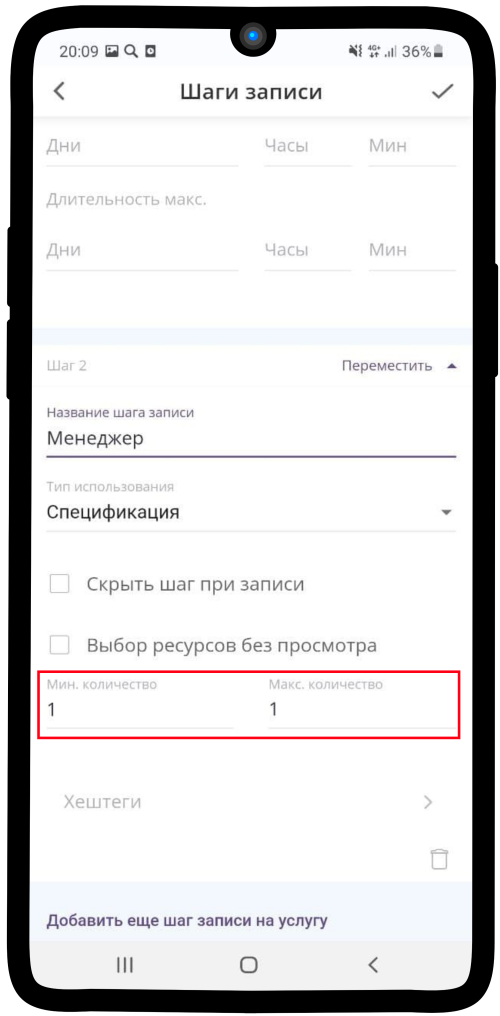 20:09 4G+ 36%
Шаги записи
Дни Часы Мин
Длительность макс.
Дни Часы Мин
Шаг 2 Переместить
Название шага записи
Менеджер
Тип использования
Спецификация
Скрыть шаг при записи
Выбор ресурсов без просмотра
Мин. количество Макс. количество
1 1
Хештеги
Добавить еще шаг записи на услугу